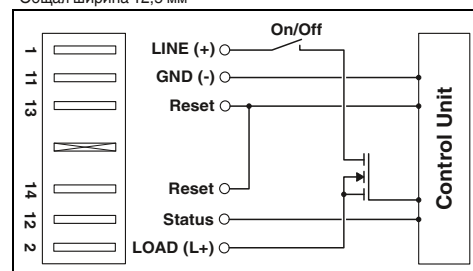 Общая ширина 12,5 мм
On/Off
1 LINE (+)
11 GND (-)
13 Reset
14 Reset
12 Status
2 LOAD (L+)
Control Unit